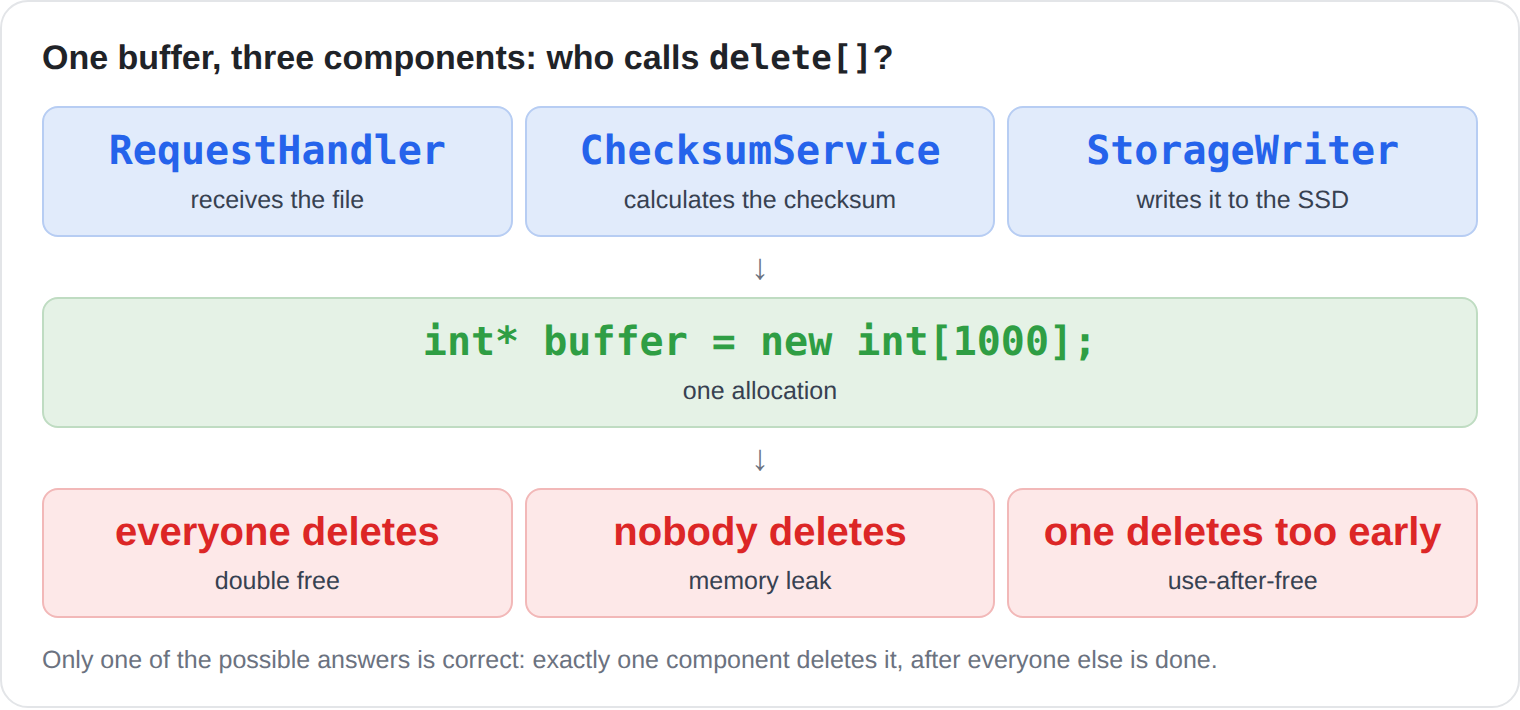 One buffer, three components: who calls delete[]?
RequestHandler
receives the file
ChecksumService
calculates the checksum
StorageWriter
writes it to the SSD
↓
int* buffer = new int[1000];
one allocation
↓
everyone deletes
double free
nobody deletes
memory leak
one deletes too early
use-after-free
Only one of the possible answers is correct: exactly one component deletes it, after everyone else is done.